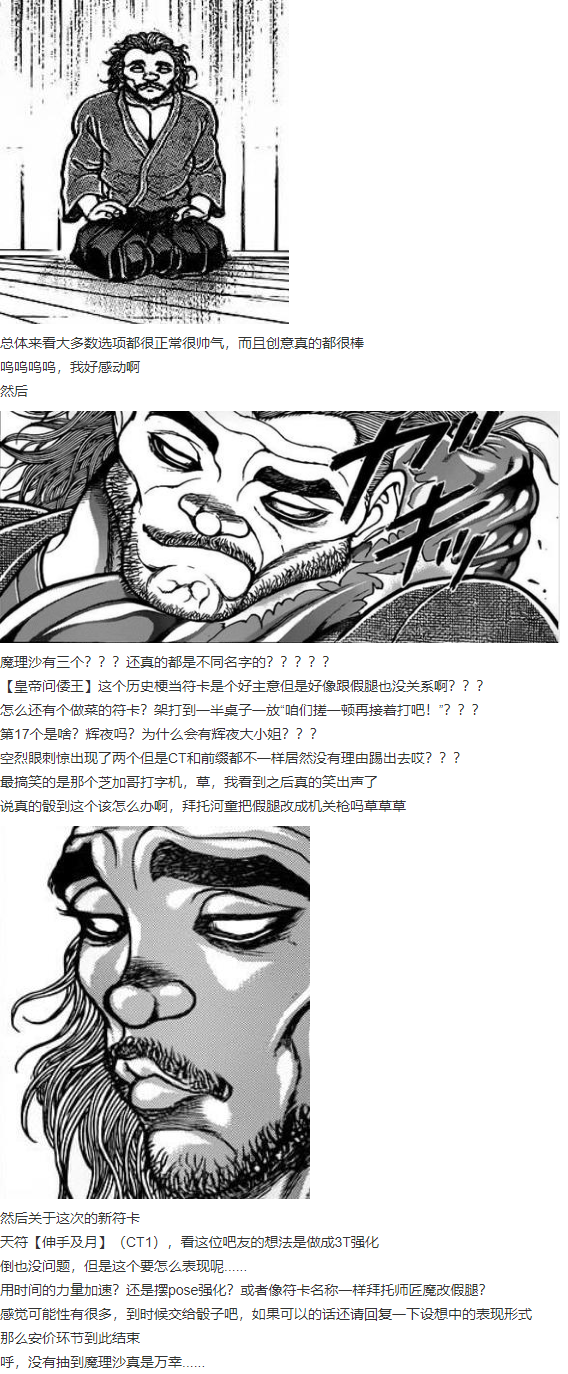 总体来看大多数选项都很正常很帅气，而且创意真的都很棒
呜呜呜呜，我好感动啊
然后
ガッ
ギッ
魔理沙有三个？？？还真的都是不同名字的？？？？？
【皇帝问倭王】这个历史梗当符卡是个好主意但是好像跟假腿也没关系啊？？？
怎么还有个做菜的符卡？架打到一半桌子一放“咱们搓一顿再接着打吧！”？？？
第17个是啥？辉夜吗？为什么会有辉夜大小姐？？？
空烈眼刺惊出现了两个但是CT和前缀都不一样居然没有理由踢出去哎？？？
最搞笑的是那个芝加哥打字机，草，我看到之后真的笑出声了
说真的骰到这个该怎么办啊，拜托河童把假腿改成机关枪吗草草草
然后关于这次的新符卡
天符【伸手及月】（CT1），看这位吧友的想法是做成3T强化
倒也没问题，但是这个要怎么表现呢......
用时间的力量加速？还是摆pose强化？或者像符卡名称一样拜托师匠魔改假腿？
感觉可能性有很多，到时候交给骰子吧，如果可以的话还请回复一下设想中的表现形式
那么安价环节到此结束
呼，没有抽到魔理沙真是万幸......